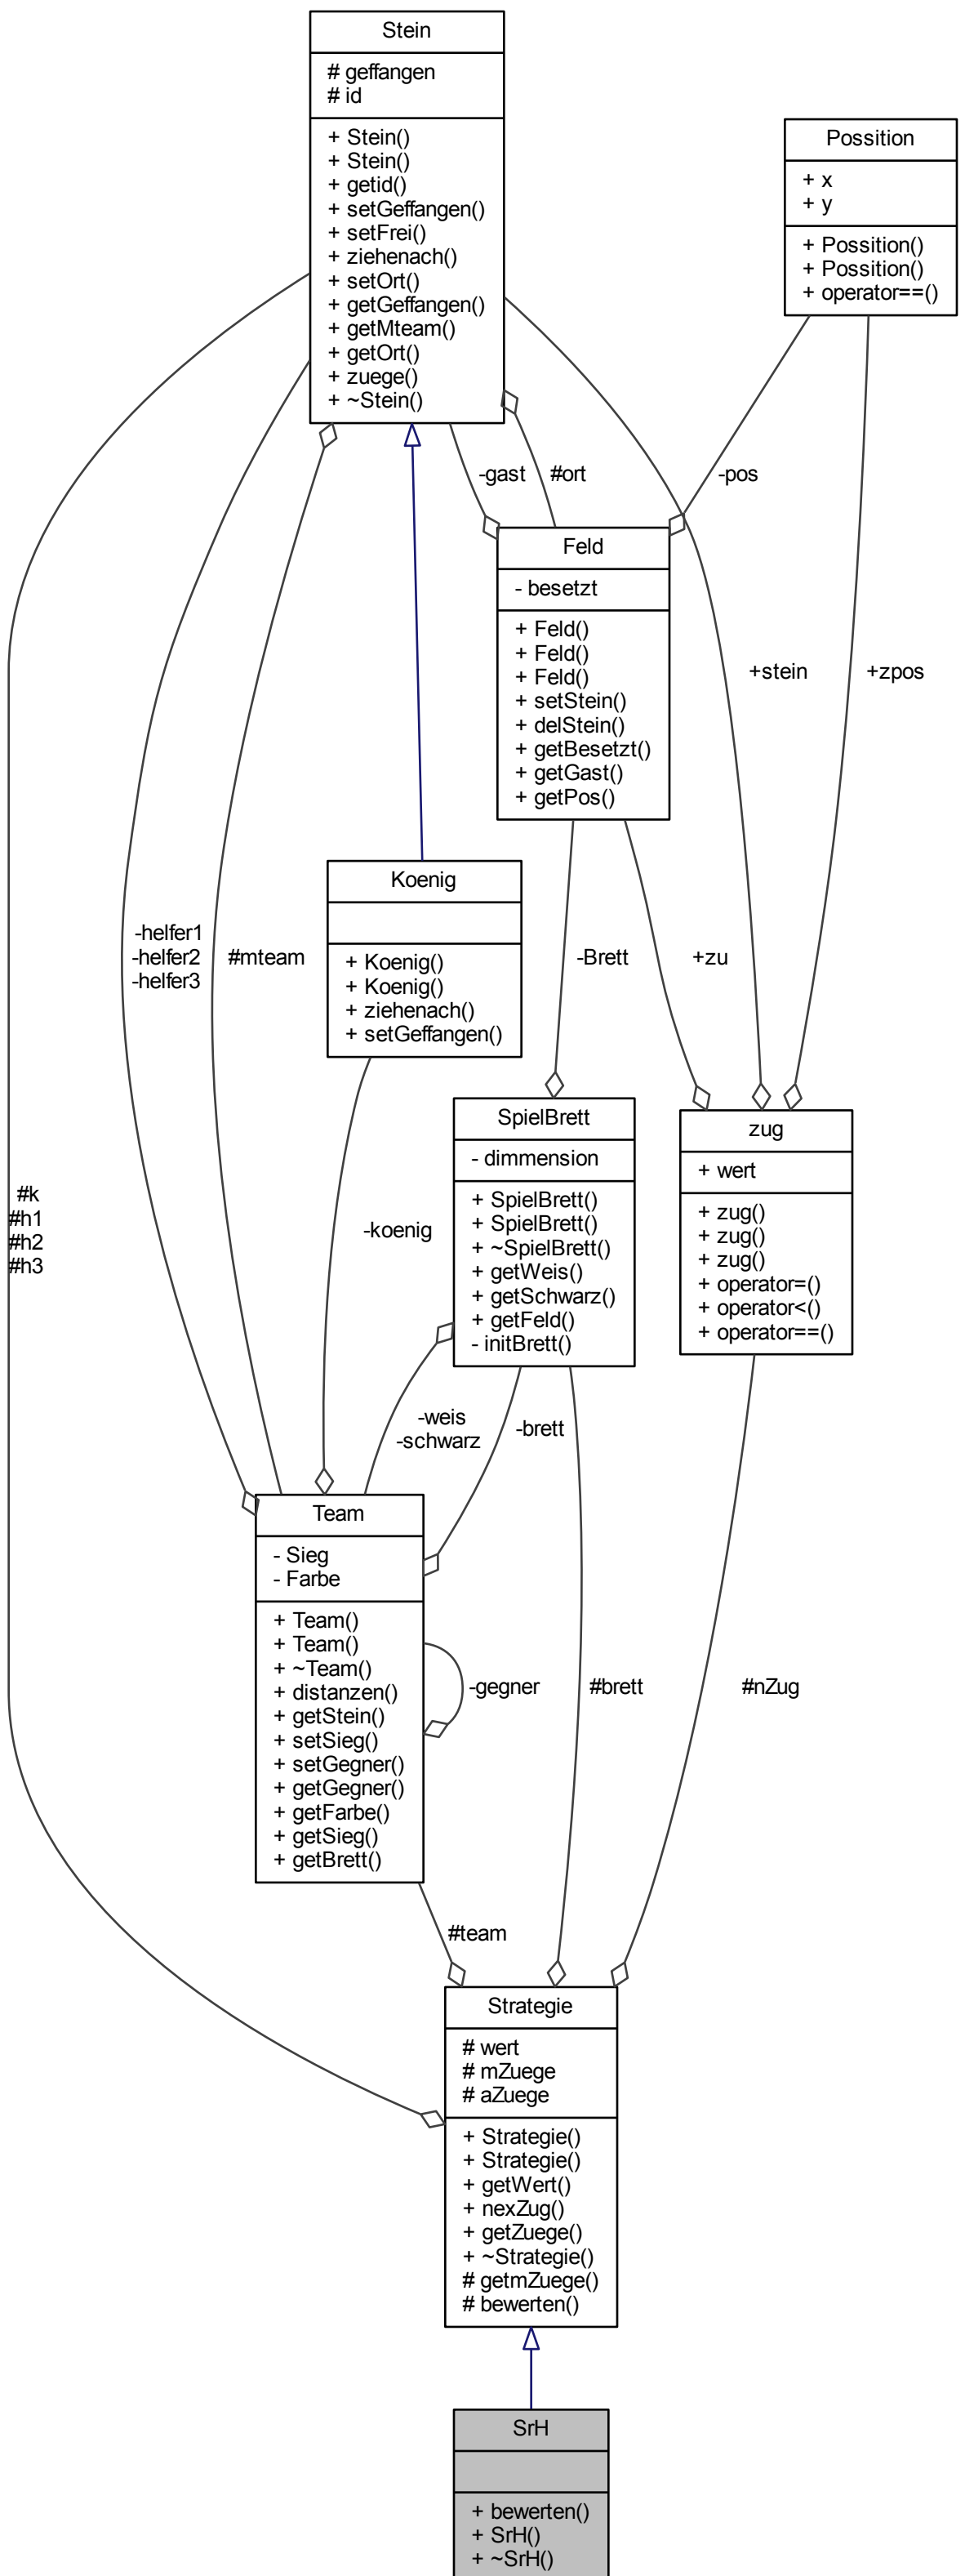 Stein
# geffangen
# id
+ Stein()
+ Stein()
+ getid()
+ setGeffangen()
+ setFrei()
+ ziehenach()
+ setOrt()
+ getGeffangen()
+ getMteam()
+ getOrt()
+ zuege()
+ ~Stein()
Possition
+ x
+ y
+ Possition()
+ Possition()
+ operator==()
-gast
#ort
-pos
Feld
- besetzt
+ Feld()
+ Feld()
+ Feld()
+ setStein()
+ delStein()
+ getBesetzt()
+ getGast()
+ getPos()
+stein
+zpos
Koenig
+ Koenig()
+ Koenig()
+ ziehenach()
+ setGeffangen()
-helfer1
-helfer2
-helfer3
#mteam
-Brett
+zu
SpielBrett
- dimmension
+ SpielBrett()
+ SpielBrett()
+ ~SpielBrett()
+ getWeis()
+ getSchwarz()
+ getFeld()
- initBrett()
zug
+ wert
+ zug()
+ zug()
+ zug()
+ operator=()
+ operator<()
+ operator==()
#k
#h1
#h2
#h3
-koenig
-weis
-schwarz
-brett
Team
- Sieg
- Farbe
+ Team()
+ Team()
+ ~Team()
+ distanzen()
+ getStein()
+ setSieg()
+ setGegner()
+ getGegner()
+ getFarbe()
+ getSieg()
+ getBrett()
-gegner
#brett
#nZug
#team
Strategie
# wert
# mZuege
# aZuege
+ Strategie()
+ Strategie()
+ getWert()
+ nexZug()
+ getZuege()
+ ~Strategie()
# getmZuege()
# bewerten()
SrH
+ bewerten()
+ SrH()
+ ~SrH()